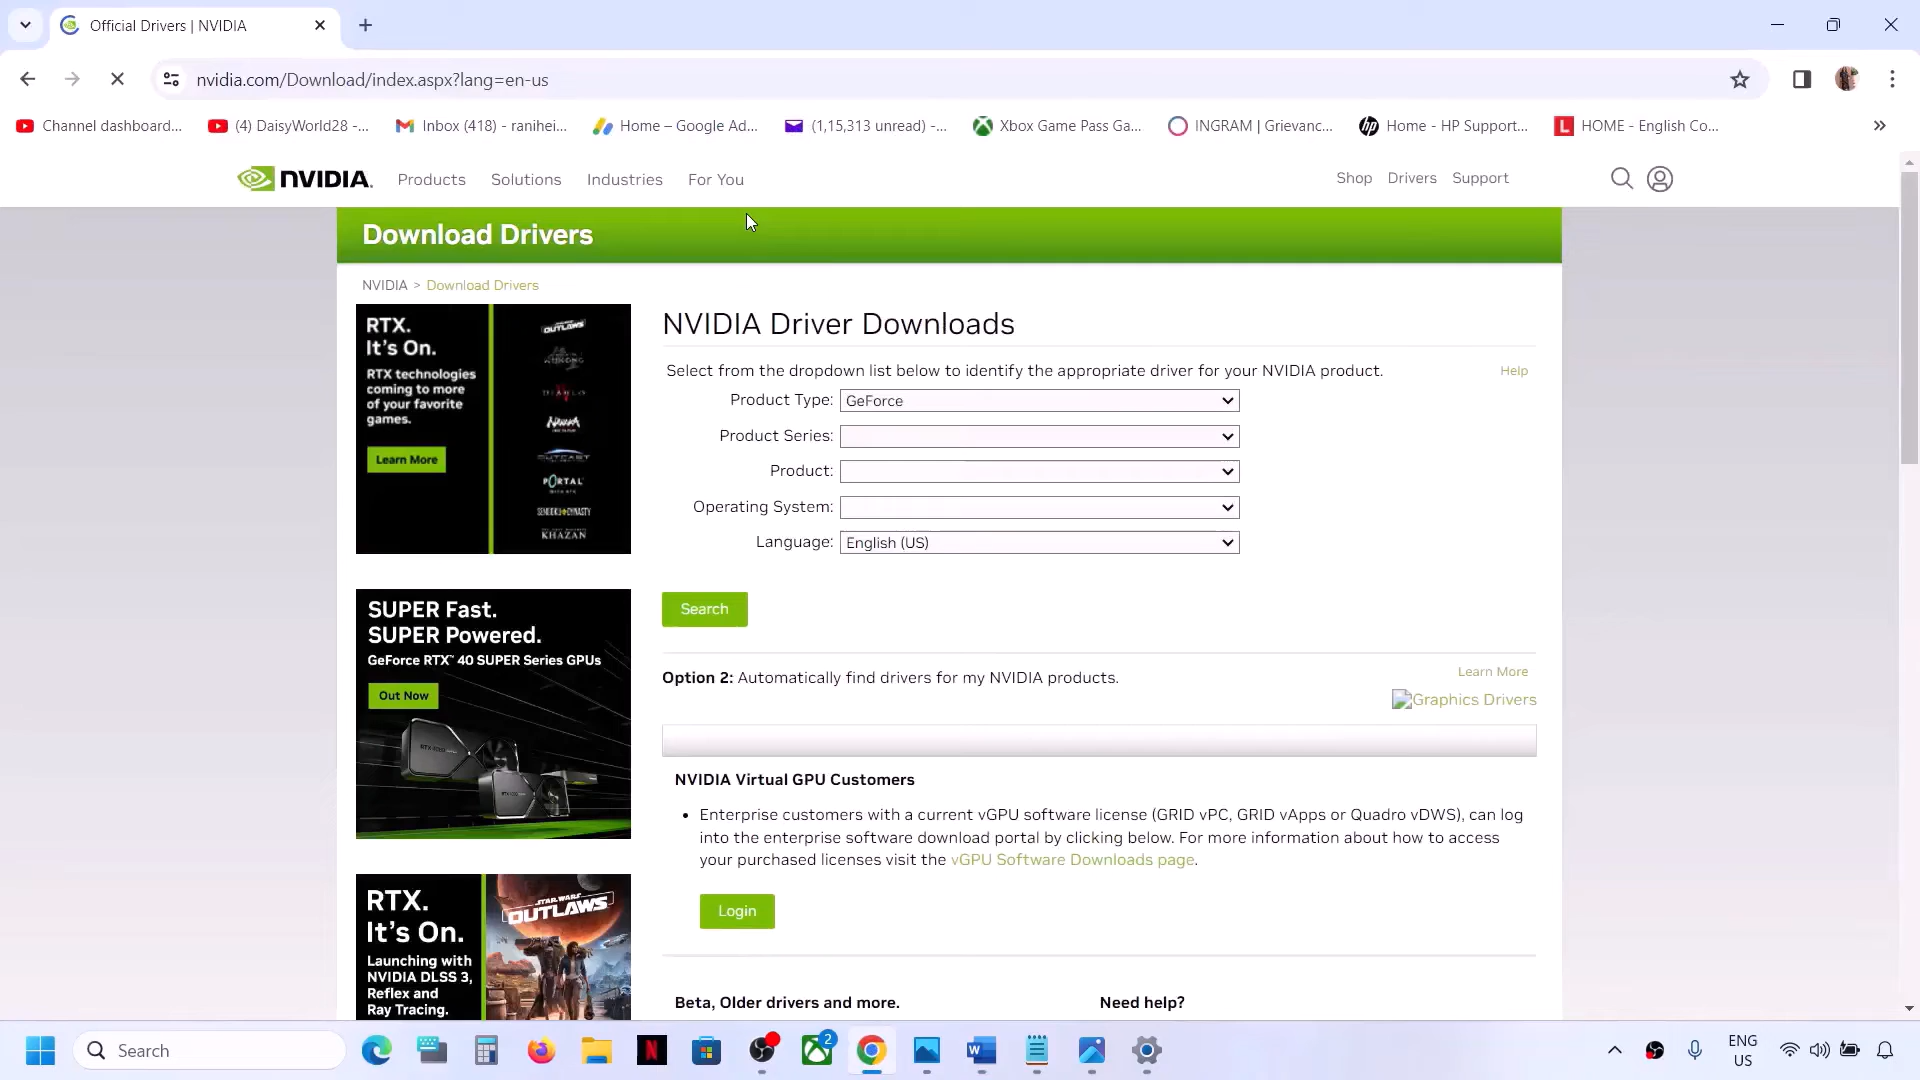 Official Drivers | NVIDIA
nvidia.com/Download/index.aspx?lang=en-us
Channel dashboard...
(4) DaisyWorld28 -...
Inbox (418) - ranihei...
Home – Google Ad...
(1,15,313 unread) -...
Xbox Game Pass Ga...
INGRAM | Grievanc...
Home - HP Support...
HOME - English Co...
NVIDIA. Products Solutions Industries For You Shop Drivers Support
Download Drivers
NVIDIA > Download Drivers
RTX.
It's On.
RTX technologies
coming to more
of your favorite
games.
Learn More
OUTLAWS
DIABLO
NARAKA
OUTCAST
PORTAL
KHAZAN
NVIDIA Driver Downloads
Select from the dropdown list below to identify the appropriate driver for your NVIDIA product.
Help
Product Type: GeForce
Product Series:
Product:
Operating System:
Language: English (US)
Search
SUPER Fast.
SUPER Powered.
GeForce RTX™ 40 SUPER Series GPUs
Out Now
Option 2: Automatically find drivers for my NVIDIA products.
Learn More
Graphics Drivers
NVIDIA Virtual GPU Customers
• Enterprise customers with a current vGPU software license (GRID vPC, GRID vApps or Quadro vDWS), can log
into the enterprise software download portal by clicking below. For more information about how to access
your purchased licenses visit the vGPU Software Downloads page.
Login
RTX.
It's On.
Launching with
NVIDIA DLSS 3,
Reflex and
Ray Tracing.
STAR WARS
OUTLAWS
Beta, Older drivers and more.
Need help?
Search
2
ENG
US